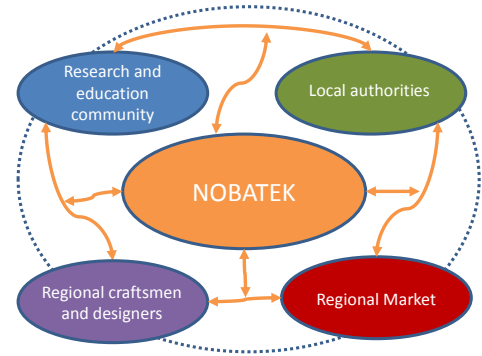 Research and
education
community
Local authorities
NOBATEK
Regional craftsmen
and designers
Regional Market